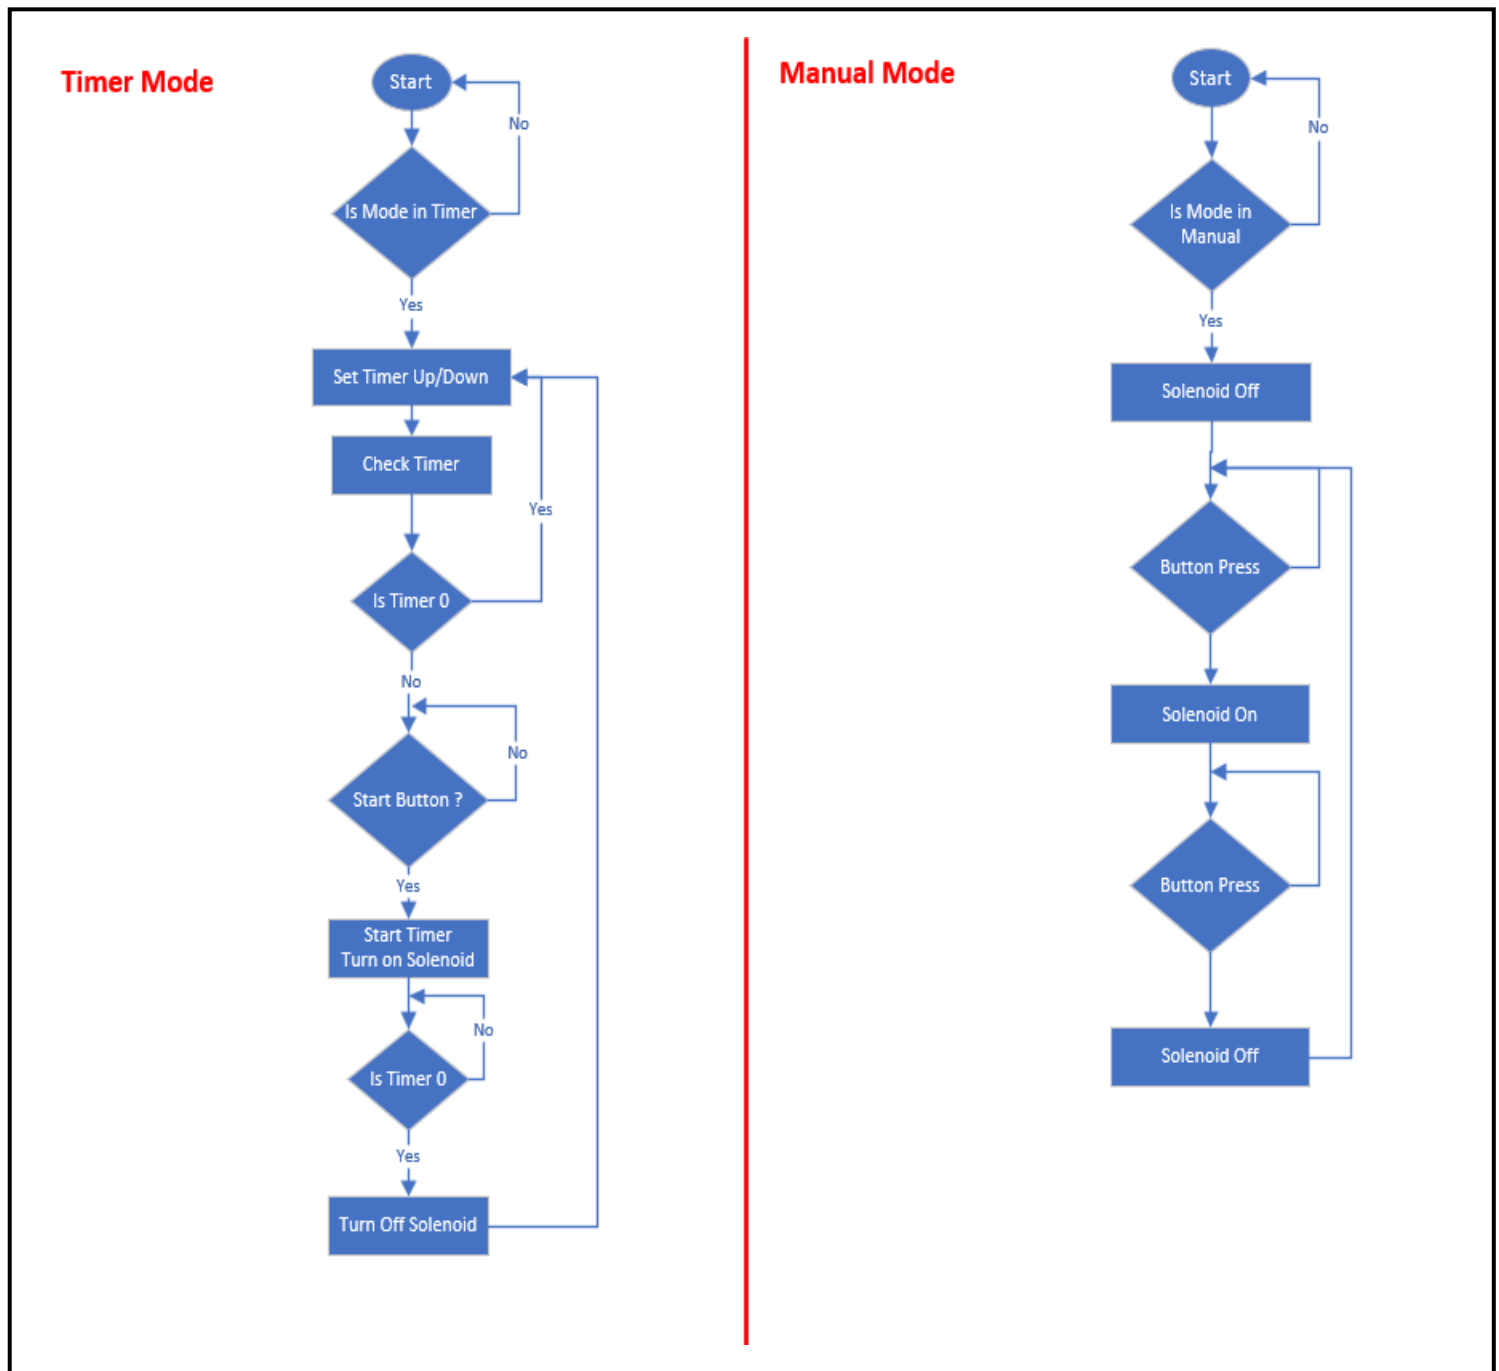 Timer Mode
Start
No
Is Mode in Timer
Yes
Set Timer Up/Down
Check Timer
Yes
Is Timer 0
No
No
Start Button ?
Yes
Start Timer
Turn on Solenoid
No
Is Timer 0
Yes
Turn Off Solenoid
Manual Mode
Start
No
Is Mode in
Manual
Yes
Solenoid Off
Button Press
Solenoid On
Button Press
Solenoid Off